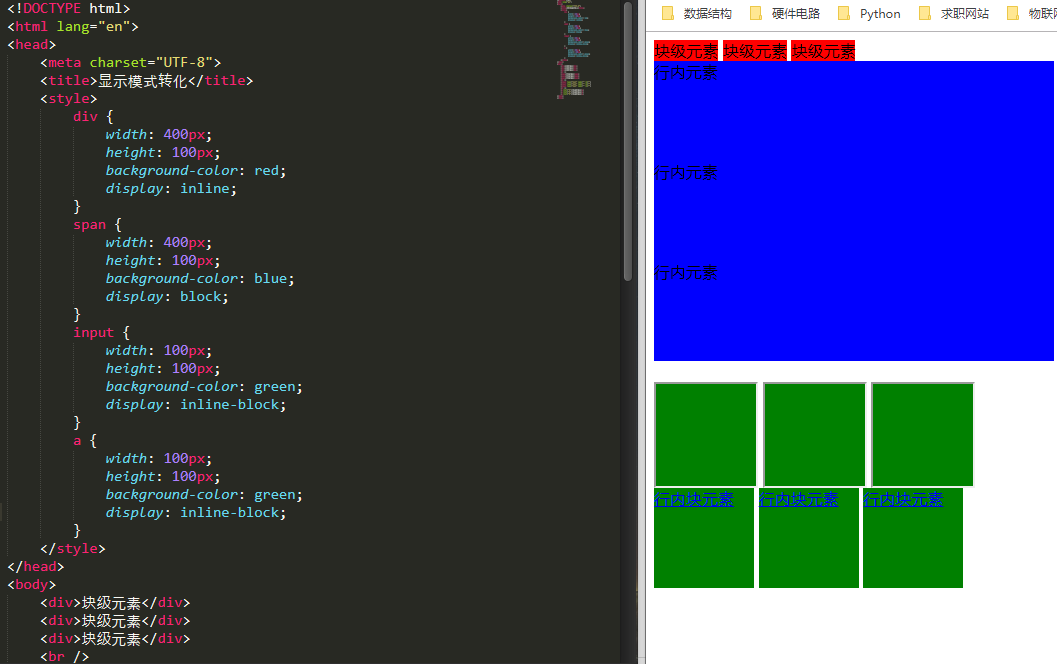 <!DOCTYPE html>
<html lang="en">
<head>
    <meta charset="UTF-8">
    <title>显示模式转化</title>
    <style>
        div {
            width: 400px;
            height: 100px;
            background-color: red;
            display: inline;
        }
        span {
            width: 400px;
            height: 100px;
            background-color: blue;
            display: block;
        }
        input {
            width: 100px;
            height: 100px;
            background-color: green;
            display: inline-block;
        }
        a {
            width: 100px;
            height: 100px;
            background-color: green;
            display: inline-block;
        }
    </style>
</head>
<body>
    <div>块级元素</div>
    <div>块级元素</div>
    <div>块级元素</div>
    <br />
数据结构 硬件电路 Python 求职网站 物联网
块级元素 块级元素 块级元素
行内元素
行内元素
行内元素
行内块元素 行内块元素 行内块元素